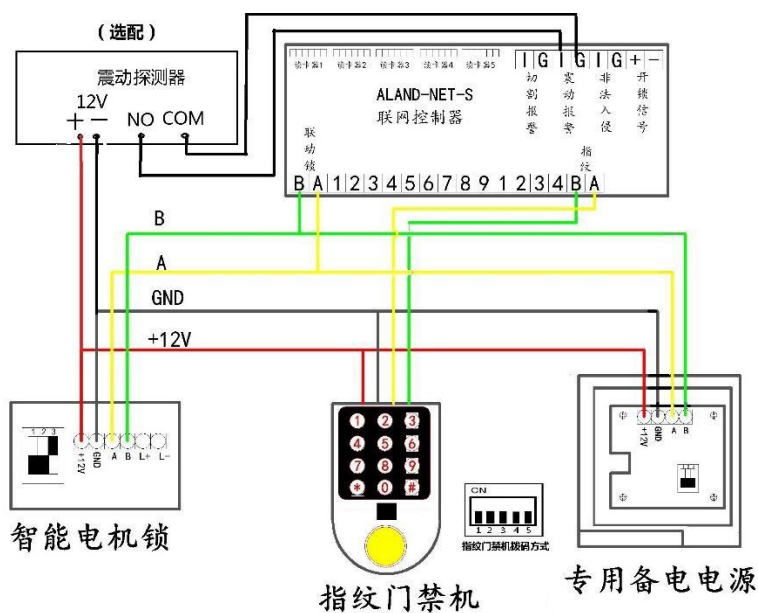 (选配)
震动探测器
12V
+ −
NO COM
读卡器1 读卡器2 读卡器3 读卡器4 读卡器5
I G I G I G + −
切割报警
震动报警
非法入侵
开锁信号
ALAND-NET-S
联网控制器
联动锁
指纹
B A 1 2 3 4 5 6 7 8 9 1 2 3 4 B A
B
A
GND
+12V
1 2 3
+12V GND A B L+ L-
智能电机锁
1 2 3
4 5 6
7 8 9
* 0 #
指纹门禁机
ON
1 2 3 4 5
指纹门禁机拨码方式
+12V GND A B
专用备电电源